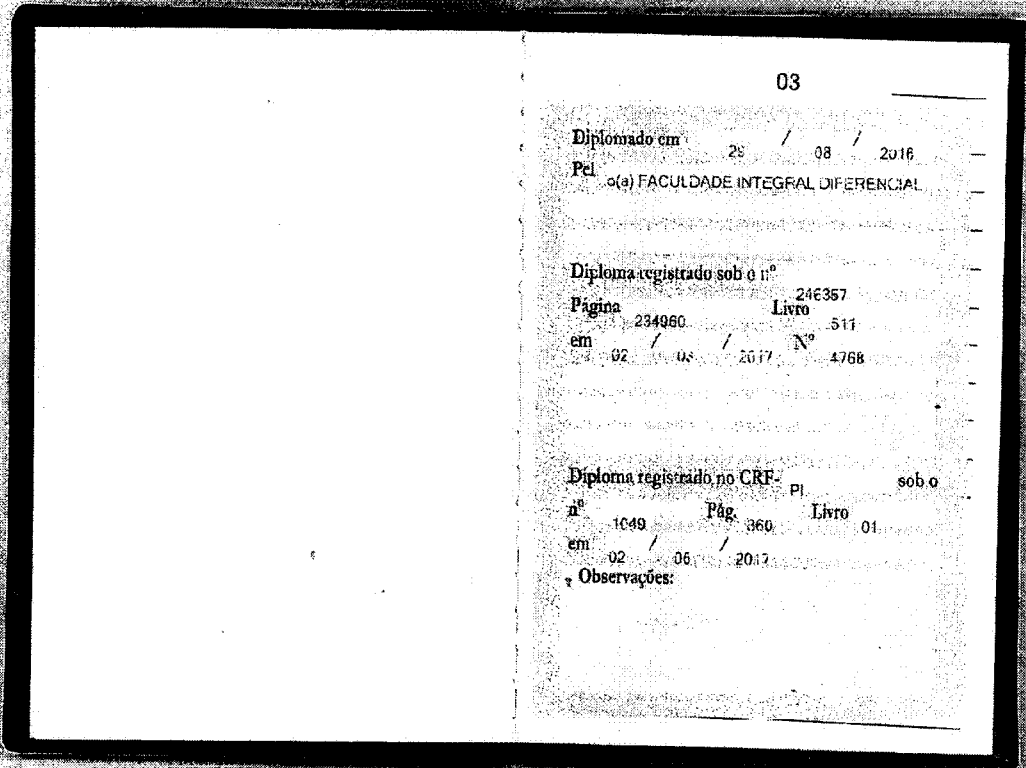 03
Diplomado em 29 / 08 / 2016
Pel o(a) FACULDADE INTEGRAL DIFERENCIAL
Diploma registrado sob o nº
246357
Página 234960 Livro 511
em 02 / / 2017 Nº 4768
Diploma registrado no CRF- PI sob o
nº 1049 Pág. 360 Livro 01
em 02 / 06 / 2017
Observações: